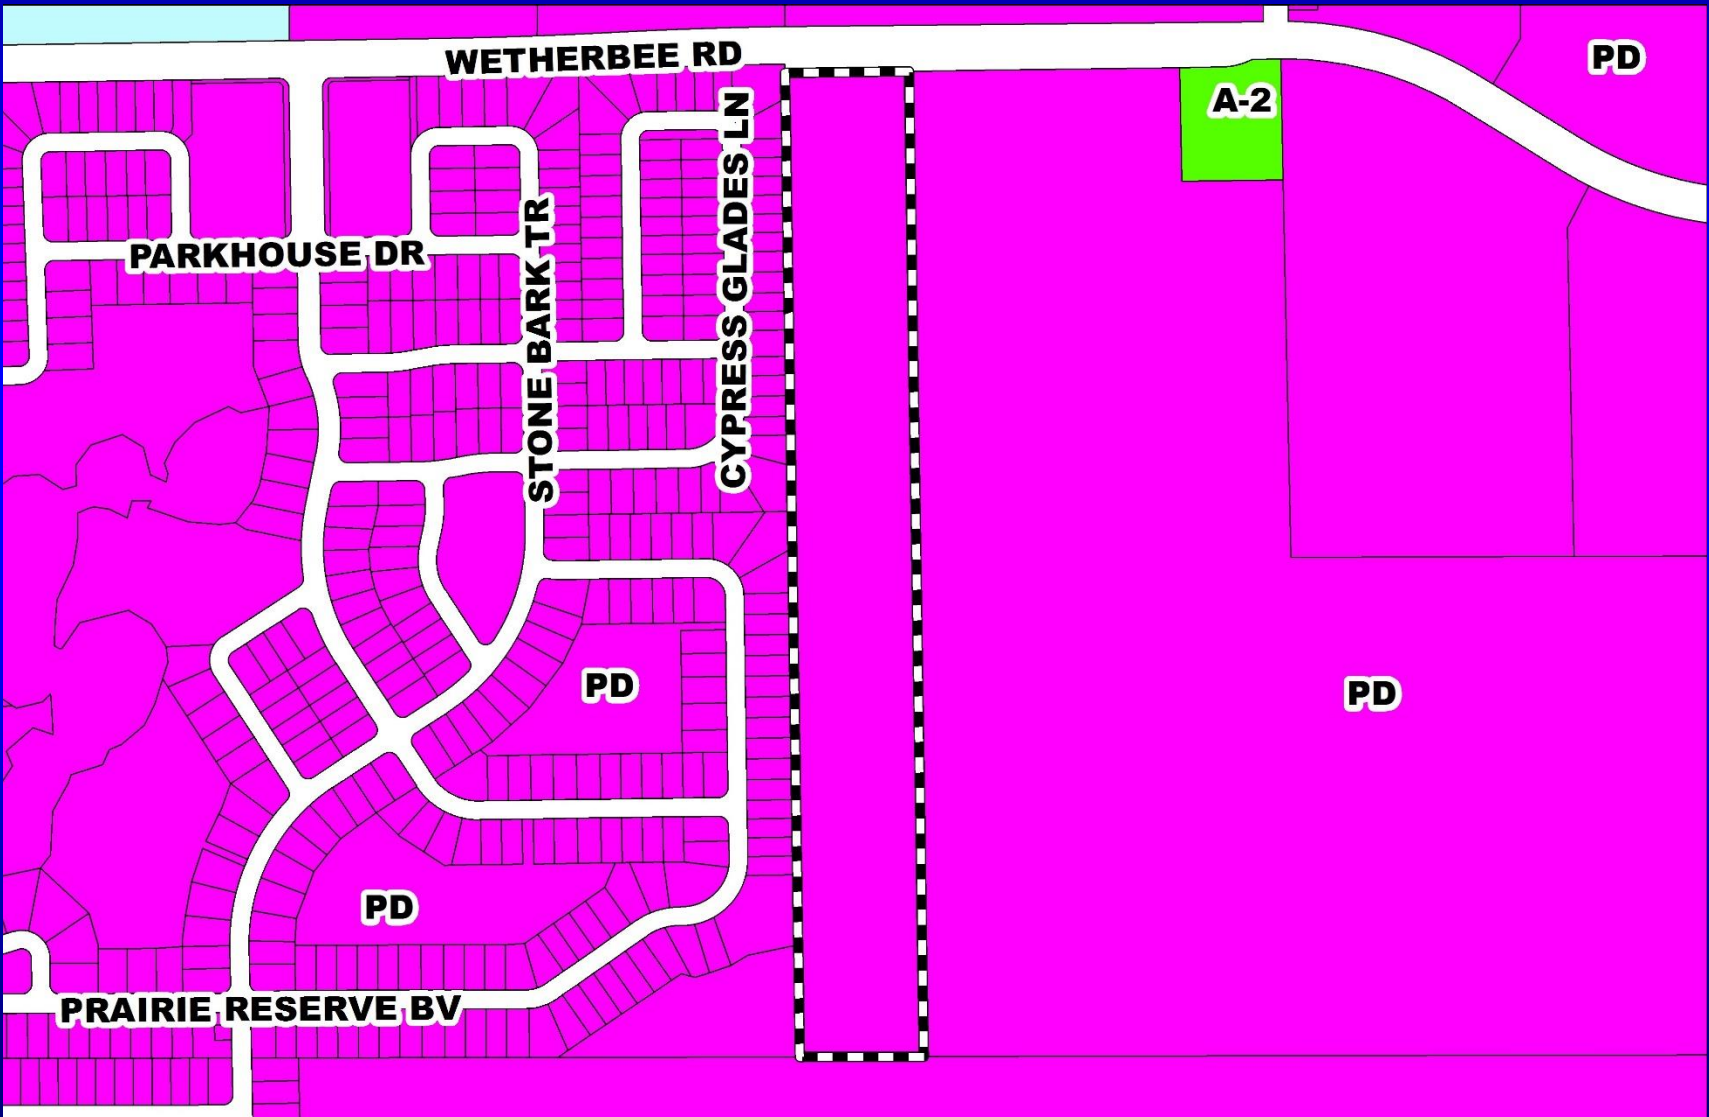 WETHERBEE RD
PD
A-2
CYPRESS GLADES LN
STONE BARK TR
PARKHOUSE DR
PD
PD
PD
PRAIRIE RESERVE BV